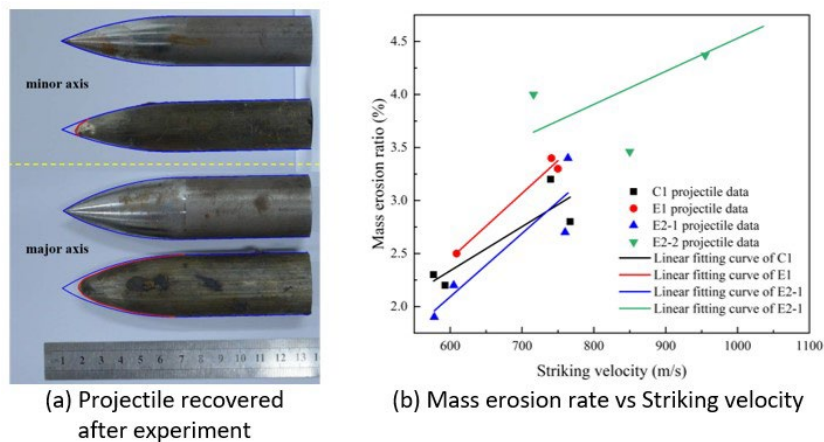 (a)
minor axis
major axis
1 2 3 4 5 6 7 8 9 10 11 12 13 1
(a) Projectile recovered
after experiment
(b)
4.5
4.0
3.5
3.0
2.5
2.0
Mass erosion ratio (%)
C1 projectile data
E1 projectile data
E2-1 projectile data
E2-2 projectile data
Linear fitting curve of C1
Linear fitting curve of E1
Linear fitting curve of E2-1
Linear fitting curve of E2-1
600 700 800 900 1000 1100
Striking velocity (m/s)
(b) Mass erosion rate vs Striking velocity